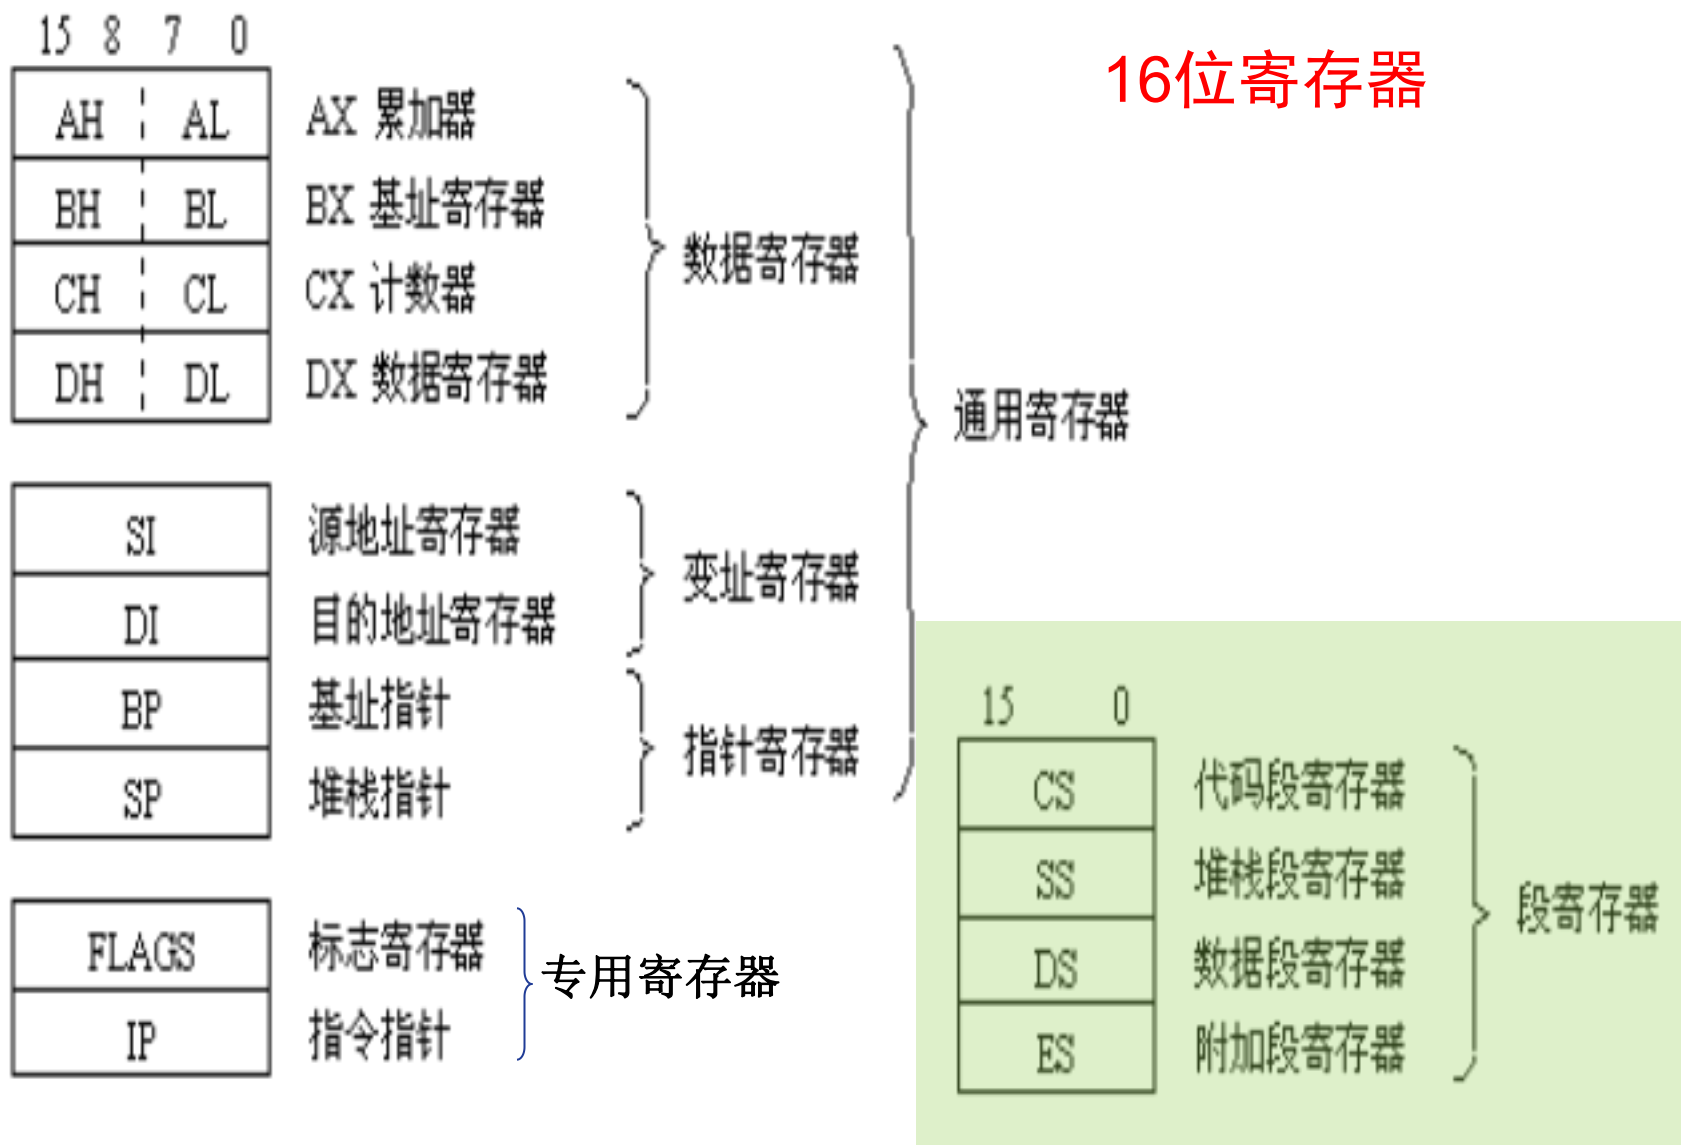 16位寄存器
15 8 7 0
AH AL AX 累加器
BH BL BX 基址寄存器
CH CL CX 计数器
DH DL DX 数据寄存器
数据寄存器
SI 源地址寄存器
DI 目的地址寄存器
变址寄存器
BP 基址指针
SP 堆栈指针
指针寄存器
通用寄存器
FLAGS 标志寄存器
IP 指令指针
专用寄存器
15 0
CS 代码段寄存器
SS 堆栈段寄存器
DS 数据段寄存器
ES 附加段寄存器
段寄存器